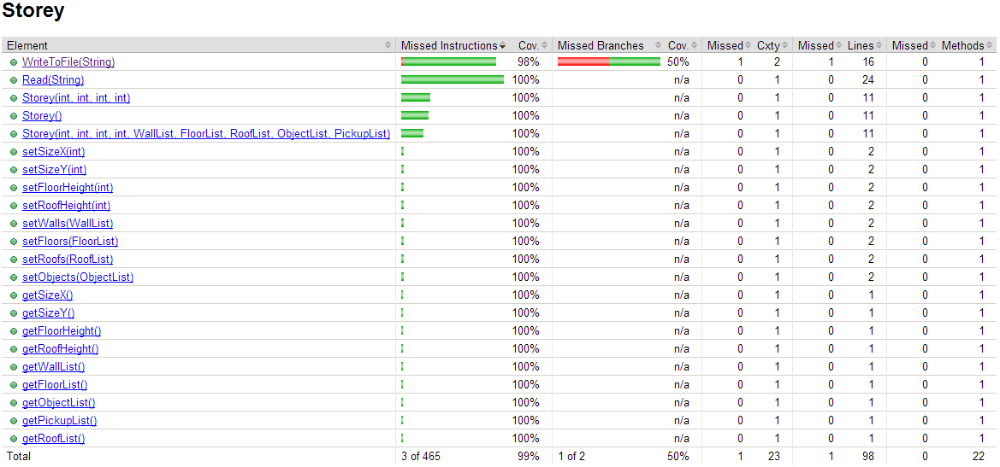 Storey
Element Missed Instructions Cov. Missed Branches Cov. Missed Cxty Missed Lines Missed Methods
WriteToFile(String) 98% 50% 1 2 1 16 0 1
Read(String) 100% n/a 0 1 0 24 0 1
Storey(int, int, int, int) 100% n/a 0 1 0 11 0 1
Storey() 100% n/a 0 1 0 11 0 1
Storey(int, int, int, int, WallList, FloorList, RoofList, ObjectList, PickupList) 100% n/a 0 1 0 11 0 1
setSizeX(int) 100% n/a 0 1 0 2 0 1
setSizeY(int) 100% n/a 0 1 0 2 0 1
setFloorHeight(int) 100% n/a 0 1 0 2 0 1
setRoofHeight(int) 100% n/a 0 1 0 2 0 1
setWalls(WallList) 100% n/a 0 1 0 2 0 1
setFloors(FloorList) 100% n/a 0 1 0 2 0 1
setRoofs(RoofList) 100% n/a 0 1 0 2 0 1
setObjects(ObjectList) 100% n/a 0 1 0 2 0 1
getSizeX() 100% n/a 0 1 0 1 0 1
getSizeY() 100% n/a 0 1 0 1 0 1
getFloorHeight() 100% n/a 0 1 0 1 0 1
getRoofHeight() 100% n/a 0 1 0 1 0 1
getWallList() 100% n/a 0 1 0 1 0 1
getFloorList() 100% n/a 0 1 0 1 0 1
getObjectList() 100% n/a 0 1 0 1 0 1
getPickupList() 100% n/a 0 1 0 1 0 1
getRoofList() 100% n/a 0 1 0 1 0 1
Total 3 of 465 99% 1 of 2 50% 1 23 1 98 0 22